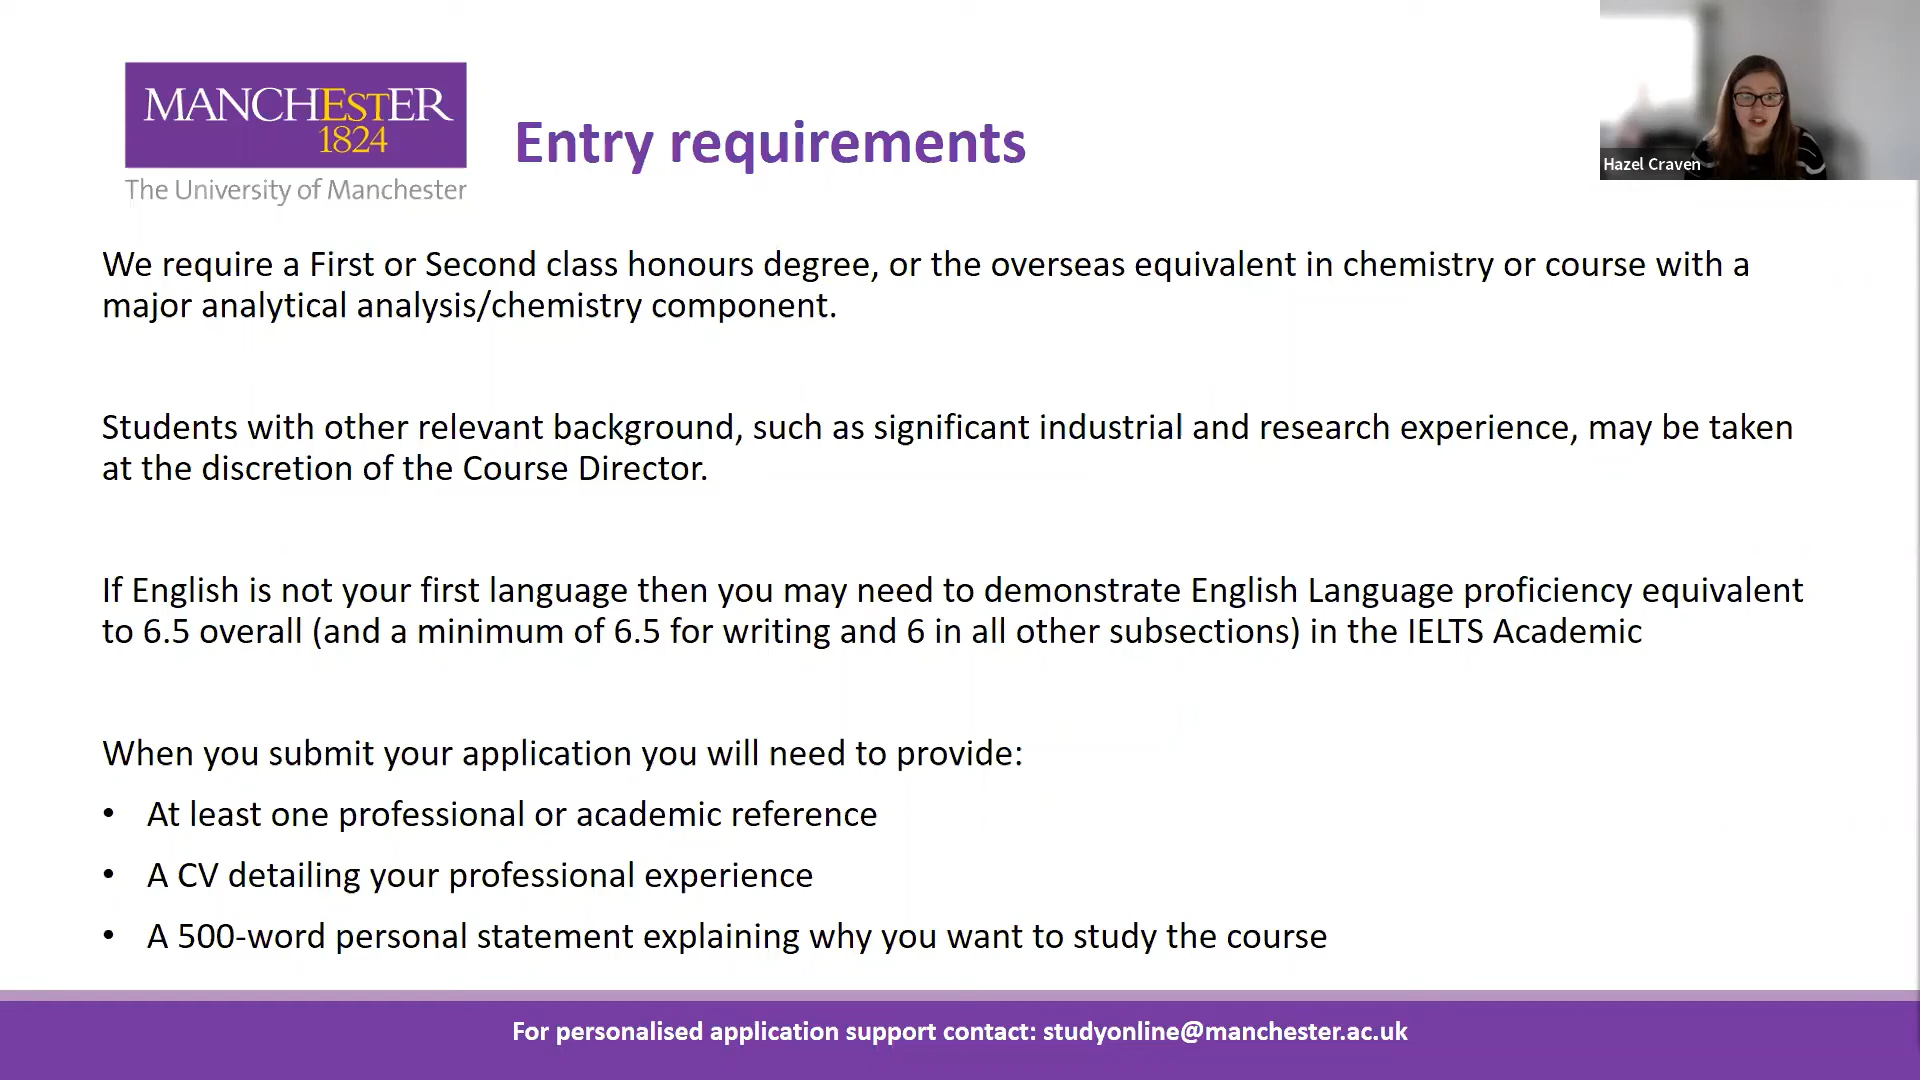 MANCHESTER
1824
The University of Manchester
Entry requirements
Hazel Craven
We require a First or Second class honours degree, or the overseas equivalent in chemistry or course with a
major analytical analysis/chemistry component.
Students with other relevant background, such as significant industrial and research experience, may be taken
at the discretion of the Course Director.
If English is not your first language then you may need to demonstrate English Language proficiency equivalent
to 6.5 overall (and a minimum of 6.5 for writing and 6 in all other subsections) in the IELTS Academic
When you submit your application you will need to provide:
• At least one professional or academic reference
• A CV detailing your professional experience
• A 500-word personal statement explaining why you want to study the course
For personalised application support contact: studyonline@manchester.ac.uk